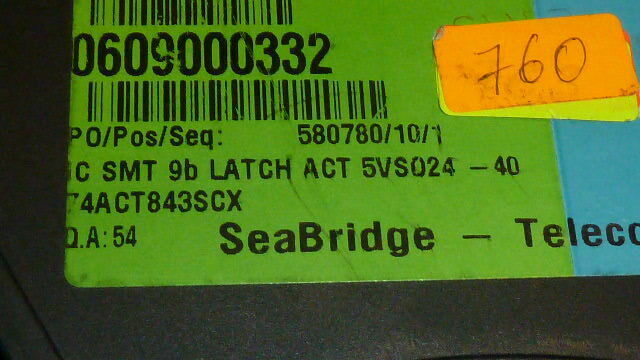 0609000332
760
PO/Pos/Seq: 580780/10/1
IC SMT 9b LATCH ACT 5VSO24 -40
74ACT843SCX
Q.A: 54
SeaBridge - Teleco